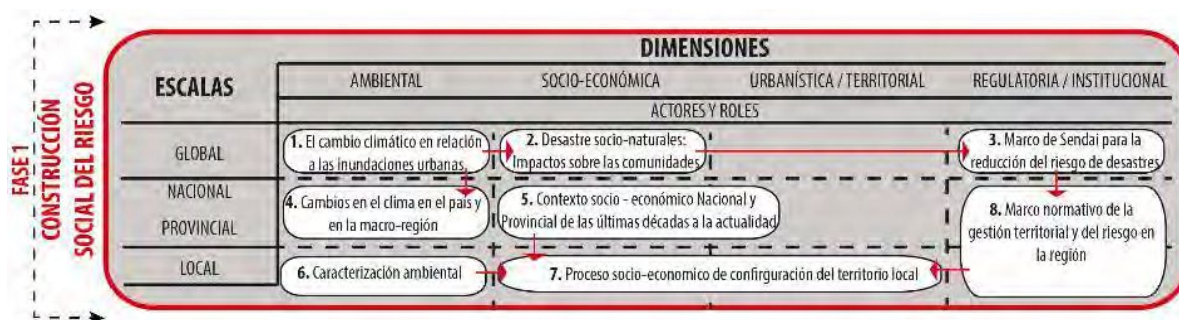 FASE 1
CONSTRUCCIÓN
SOCIAL DEL RIESGO
DIMENSIONES
ESCALAS
AMBIENTAL
SOCIO-ECONÓMICA
URBANÍSTICA / TERRITORIAL
REGULATORIA / INSTITUCIONAL
ACTORES Y ROLES
GLOBAL
1. El cambio climático en relación
a las inundaciones urbanas
2. Desastre socio-naturales:
Impactos sobre las comunidades
3. Marco de Sendai para la
reducción del riesgo de desastres
NACIONAL
PROVINCIAL
4. Cambios en el clima en el país y
en la macro-región
5. Contexto socio - económico Nacional y
Provincial de las últimas décadas a la actualidad
8. Marco normativo de la
gestión territorial y del riesgo en
la región
LOCAL
6. Caracterización ambiental
7. Proceso socio-economico de confirguración del territorio local